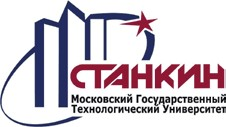 СТАНКИН
Московский Государственный
Технологический Университет